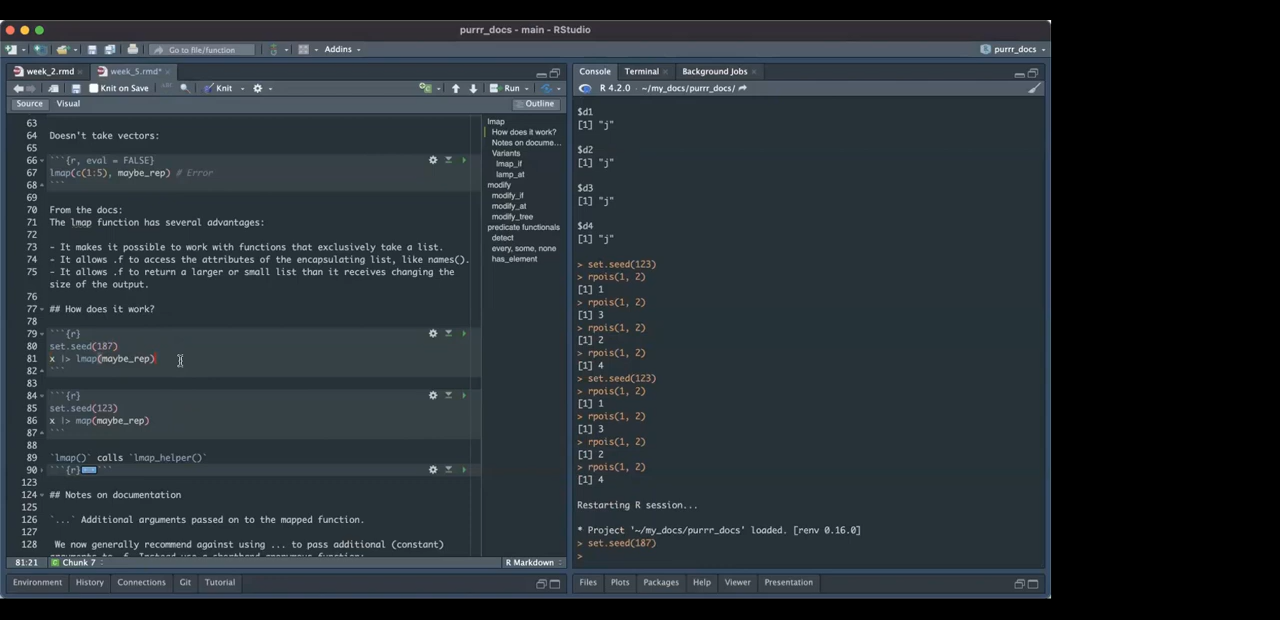 purrr_docs - main - RStudio
Go to file/function
Addins
purrr_docs
week_2.rmd
week_5.rmd*
Knit on Save
Knit
Run
Source
Visual
Outline
63
64 Doesn't take vectors:
65
66 ```{r, eval = FALSE}
67 lmap(c(1:5), maybe_rep) # Error
68 ```
69
70 From the docs:
71 The lmap function has several advantages:
72
73 - It makes it possible to work with functions that exclusively take a list.
74 - It allows .f to access the attributes of the encapsulating list, like names().
75 - It allows .f to return a larger or small list than it receives changing the
size of the output.
76
77 ## How does it work?
78
79 ```{r}
80 set.seed(187)
81 x |> lmap(maybe_rep)
82 ```
83
84 ```{r}
85 set.seed(123)
86 x |> map(maybe_rep)
87 ```
88
89 `lmap()` calls `lmap_helper()`
90 ```{r} ```
123
124 ## Notes on documentation
125
126 `...` Additional arguments passed on to the mapped function.
127
128 We now generally recommend against using ... to pass additional (constant)
81:21
Chunk 7
R Markdown
lmap
How does it work?
Notes on docume...
Variants
lmap_if
lamp_at
modify
modify_if
modify_at
modify_tree
predicate functionals
detect
every, some, none
has_element
Environment
History
Connections
Git
Tutorial
Console
Terminal
Background Jobs
R 4.2.0 · ~/my_docs/purrr_docs/
$d1
[1] "j"
$d2
[1] "j"
$d3
[1] "j"
$d4
[1] "j"
> set.seed(123)
> rpois(1, 2)
[1] 1
> rpois(1, 2)
[1] 3
> rpois(1, 2)
[1] 2
> rpois(1, 2)
[1] 4
> set.seed(123)
> rpois(1, 2)
[1] 1
> rpois(1, 2)
[1] 3
> rpois(1, 2)
[1] 2
> rpois(1, 2)
[1] 4
Restarting R session...
* Project '~/my_docs/purrr_docs' loaded. [renv 0.16.0]
> set.seed(187)
>
Files
Plots
Packages
Help
Viewer
Presentation